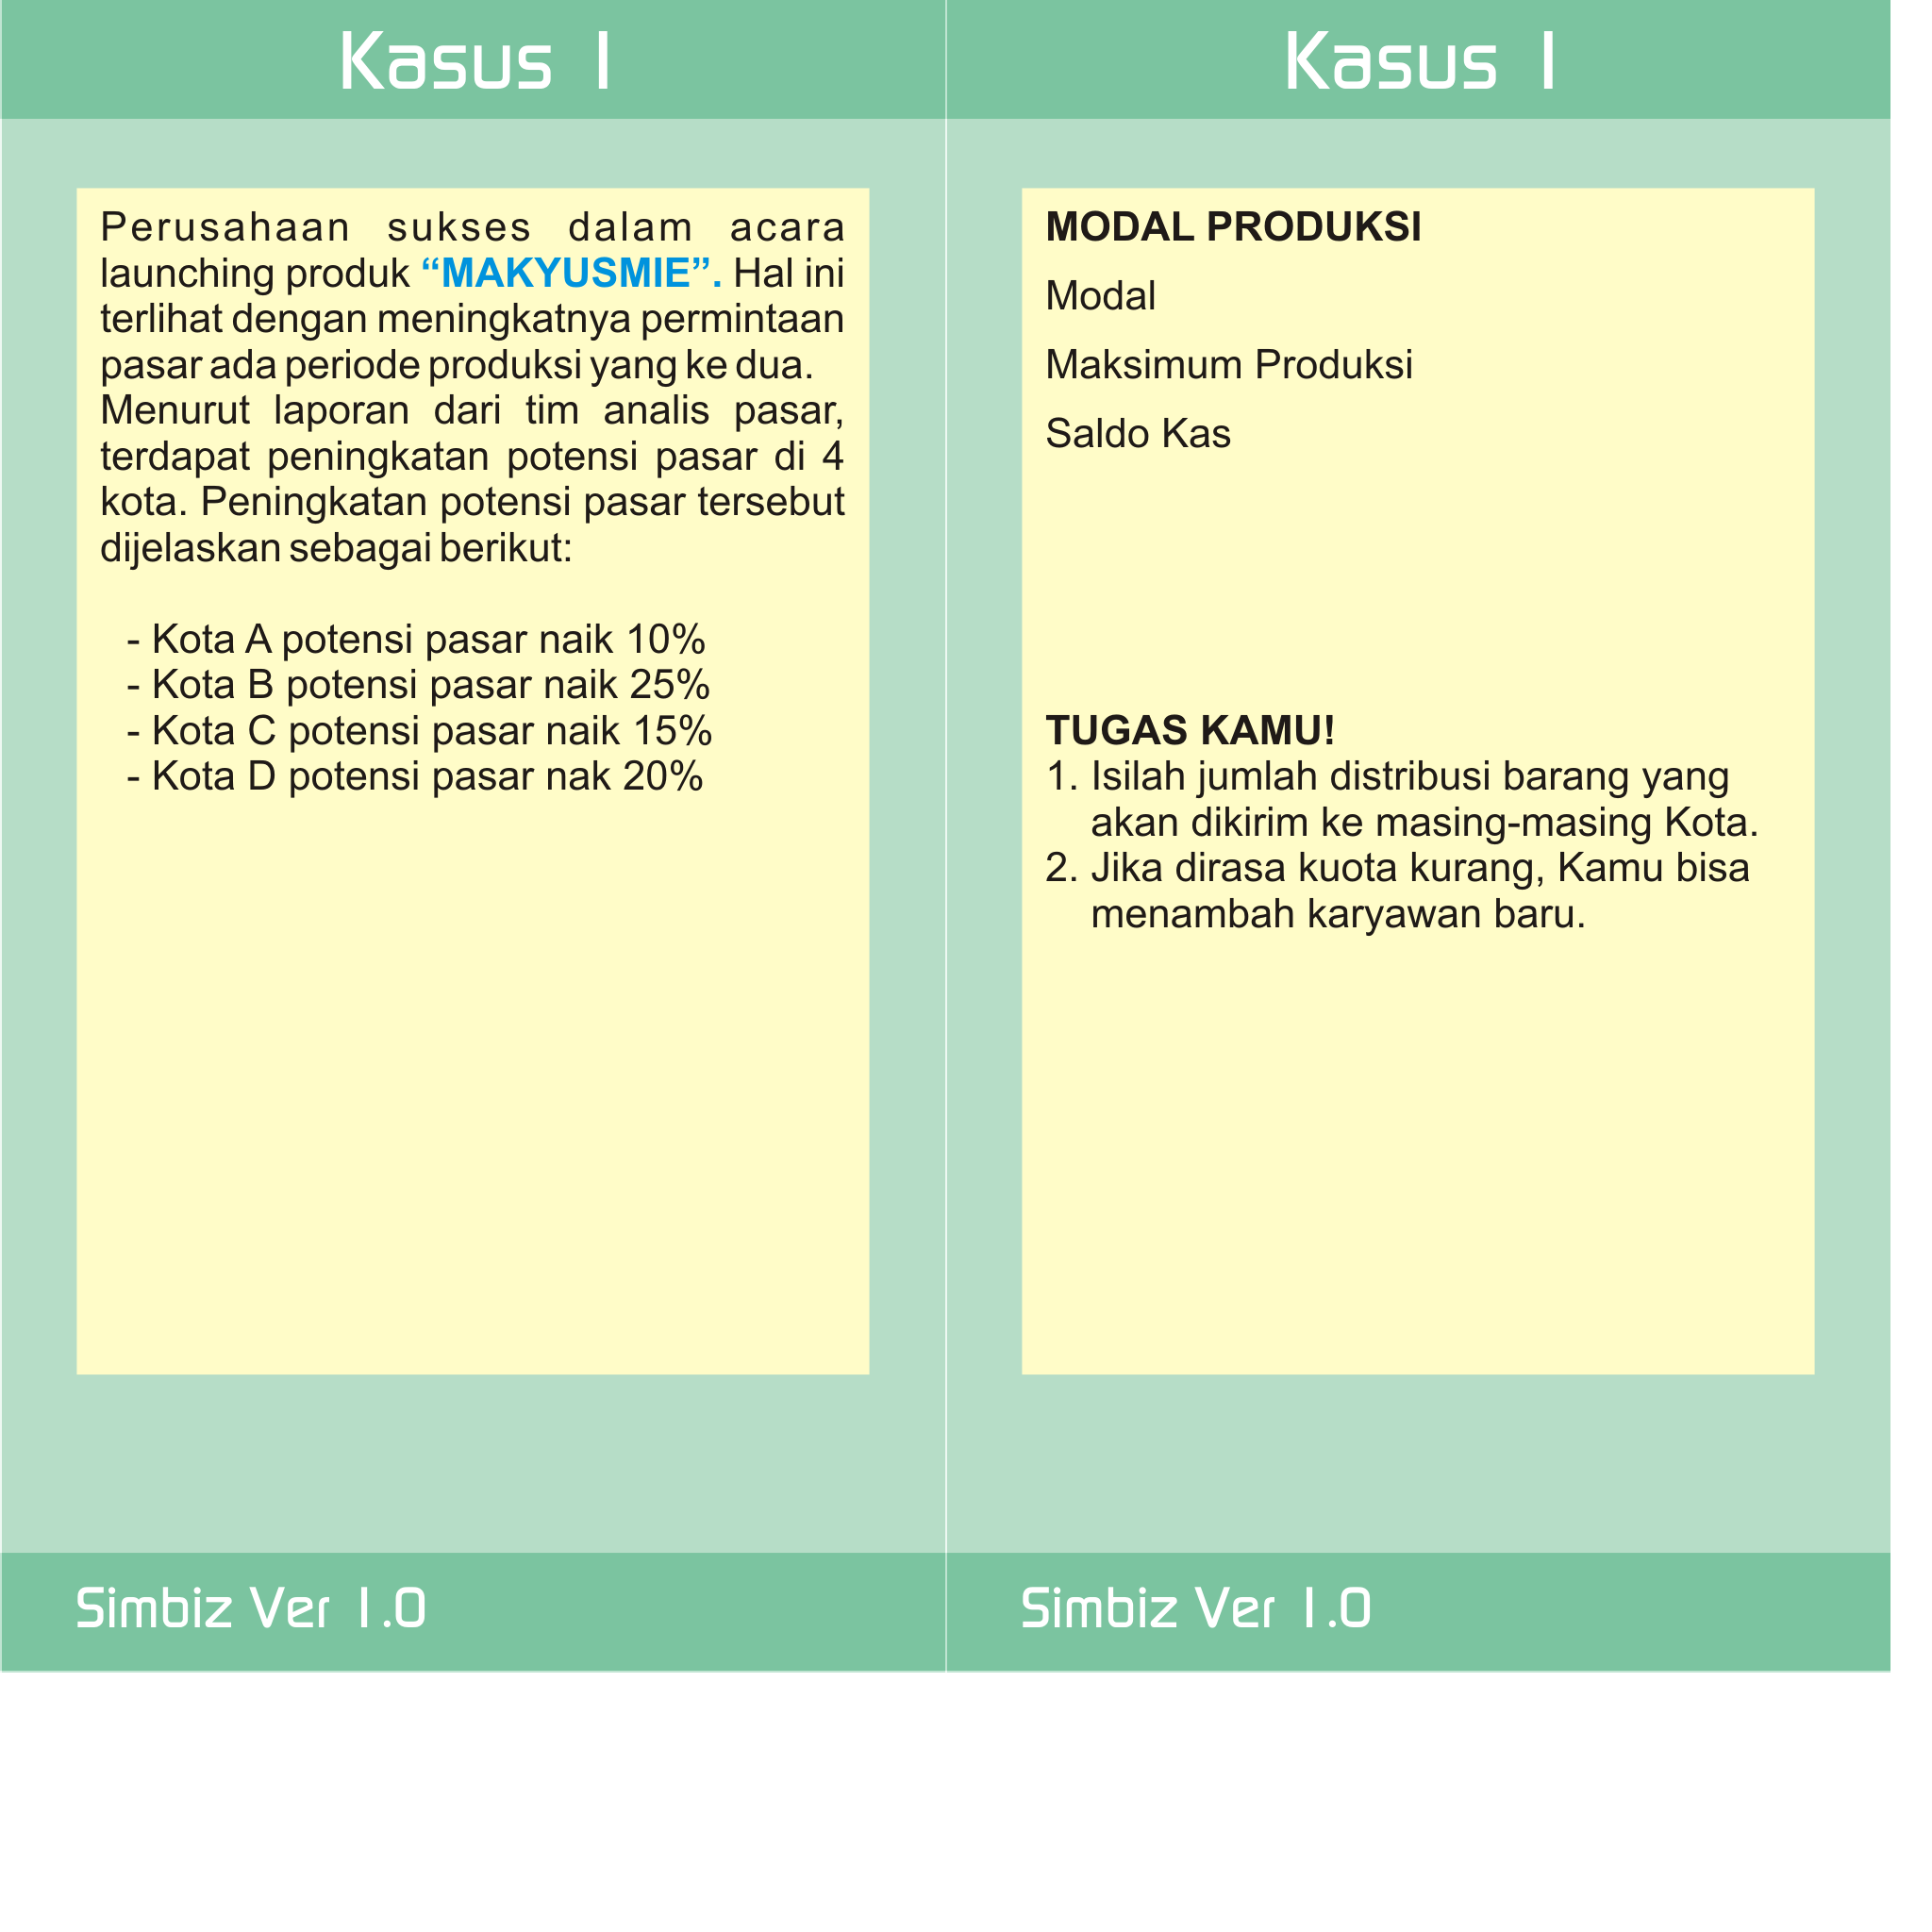 Kasus 1
Perusahaan sukses dalam acara
launching produk “MAKYUSMIE”. Hal ini
terlihat dengan meningkatnya permintaan
pasar ada periode produksi yang ke dua.
Menurut laporan dari tim analis pasar,
terdapat peningkatan potensi pasar di 4
kota. Peningkatan potensi pasar tersebut
dijelaskan sebagai berikut:
- Kota A potensi pasar naik 10%
- Kota B potensi pasar naik 25%
- Kota C potensi pasar naik 15%
- Kota D potensi pasar nak 20%
Simbiz Ver 1.0
Kasus 1
MODAL PRODUKSI
Modal
Maksimum Produksi
Saldo Kas
TUGAS KAMU!
1. Isilah jumlah distribusi barang yang
akan dikirim ke masing-masing Kota.
2. Jika dirasa kuota kurang, Kamu bisa
menambah karyawan baru.
Simbiz Ver 1.0